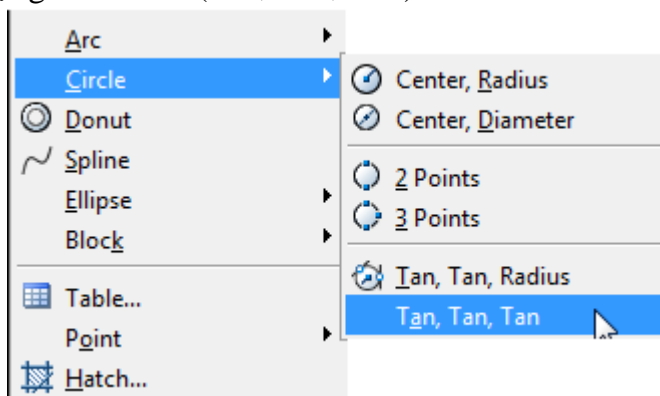 Arc
Circle
Donut
Spline
Ellipse
Block
Table...
Point
Hatch...
Center, Radius
Center, Diameter
2 Points
3 Points
Tan, Tan, Radius
Tan, Tan, Tan